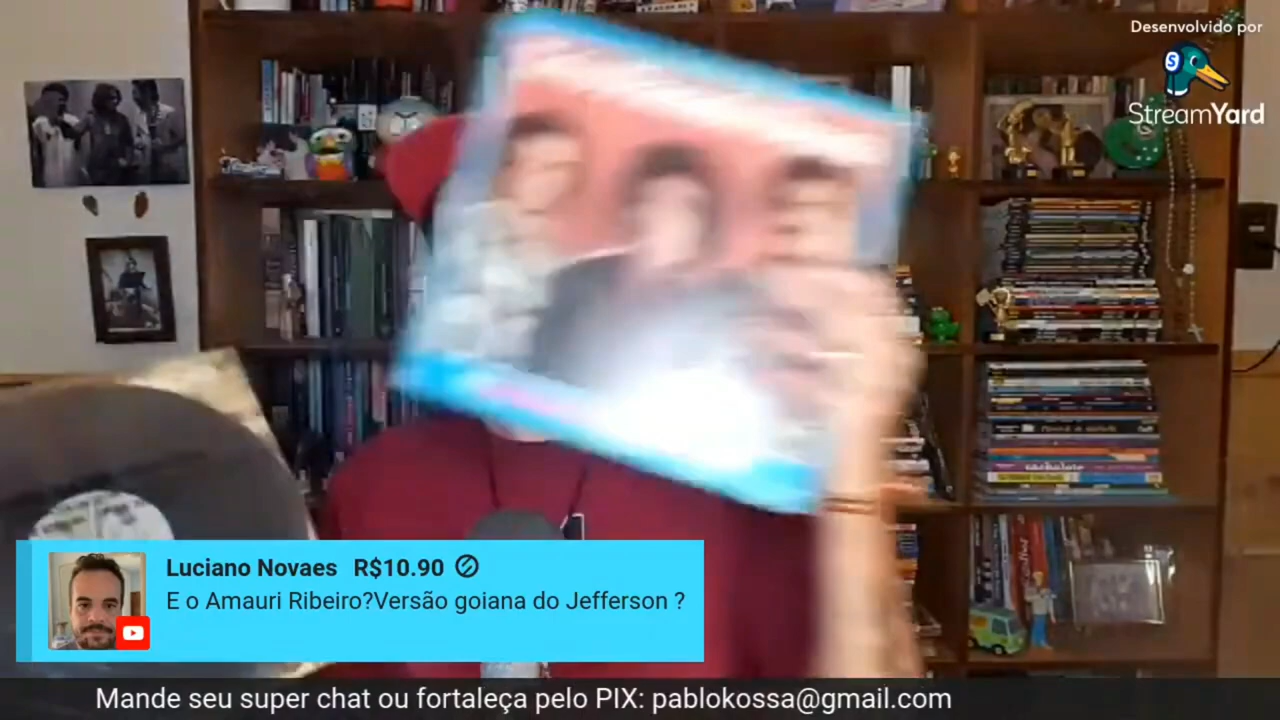 Desenvolvido por
StreamYard
Luciano Novaes R$10.90
E o Amauri Ribeiro?Versão goiana do Jefferson ?
Mande seu super chat ou fortaleça pelo PIX: pablokossa@gmail.com